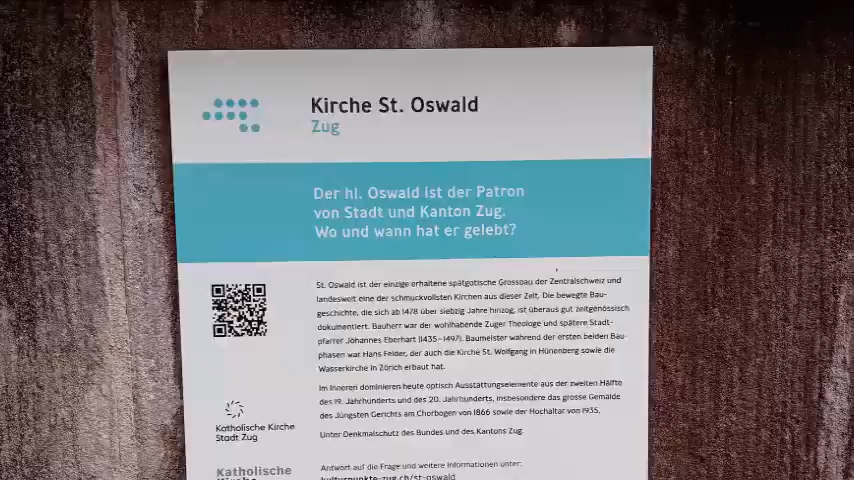 Kirche St. Oswald
Zug
Der hl. Oswald ist der Patron
von Stadt und Kanton Zug.
Wo und wann hat er gelebt?
St. Oswald ist der einzige erhaltene spätgotische Grossbau der Zentralschweiz und
landesweit eine der schmuckvollsten Kirchen aus dieser Zeit. Die bewegte Bau-
geschichte, die sich ab 1478 über siebzig Jahre hinzog, ist überaus gut zeitgenössisch
dokumentiert. Bauherr war der wohlhabende Zuger Theologe und spätere Stadt-
pfarrer Johannes Eberhart (1435–1497). Baumeister während der ersten beiden Bau-
phasen war Hans Felder, der auch die Kirche St. Wolfgang in Hünenberg sowie die
Wasserkirche in Zürich erbaut hat.
Im Inneren dominieren heute optisch Ausstattungselemente aus der zweiten Hälfte
des 19. Jahrhunderts und des 20. Jahrhunderts, insbesondere das grosse Gemälde
des Jüngsten Gerichts am Chorbogen von 1866 sowie der Hochaltar von 1935.
Unter Denkmalschutz des Bundes und des Kantons Zug.
Katholische Kirche
Stadt Zug
Katholische
Kirche
Antwort auf die Frage und weitere Informationen unter:
kulturpunkte-zug.ch/st-oswald